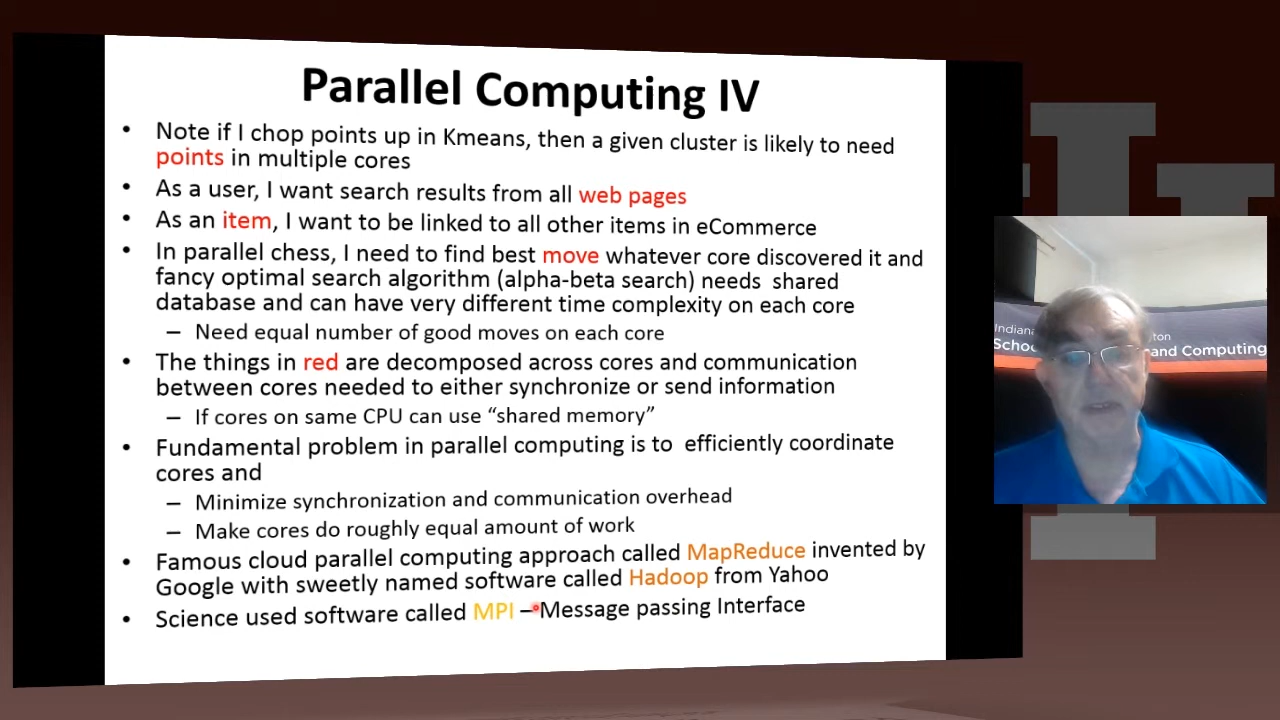 Parallel Computing IV
• Note if I chop points up in Kmeans, then a given cluster is likely to need
points in multiple cores
• As a user, I want search results from all web pages
• As an item, I want to be linked to all other items in eCommerce
• In parallel chess, I need to find best move whatever core discovered it and
fancy optimal search algorithm (alpha-beta search) needs shared
database and can have very different time complexity on each core
– Need equal number of good moves on each core
• The things in red are decomposed across cores and communication
between cores needed to either synchronize or send information
– If cores on same CPU can use “shared memory”
• Fundamental problem in parallel computing is to efficiently coordinate
cores and
– Minimize synchronization and communication overhead
– Make cores do roughly equal amount of work
• Famous cloud parallel computing approach called MapReduce invented by
Google with sweetly named software called Hadoop from Yahoo
• Science used software called MPI – Message passing Interface
and Computing